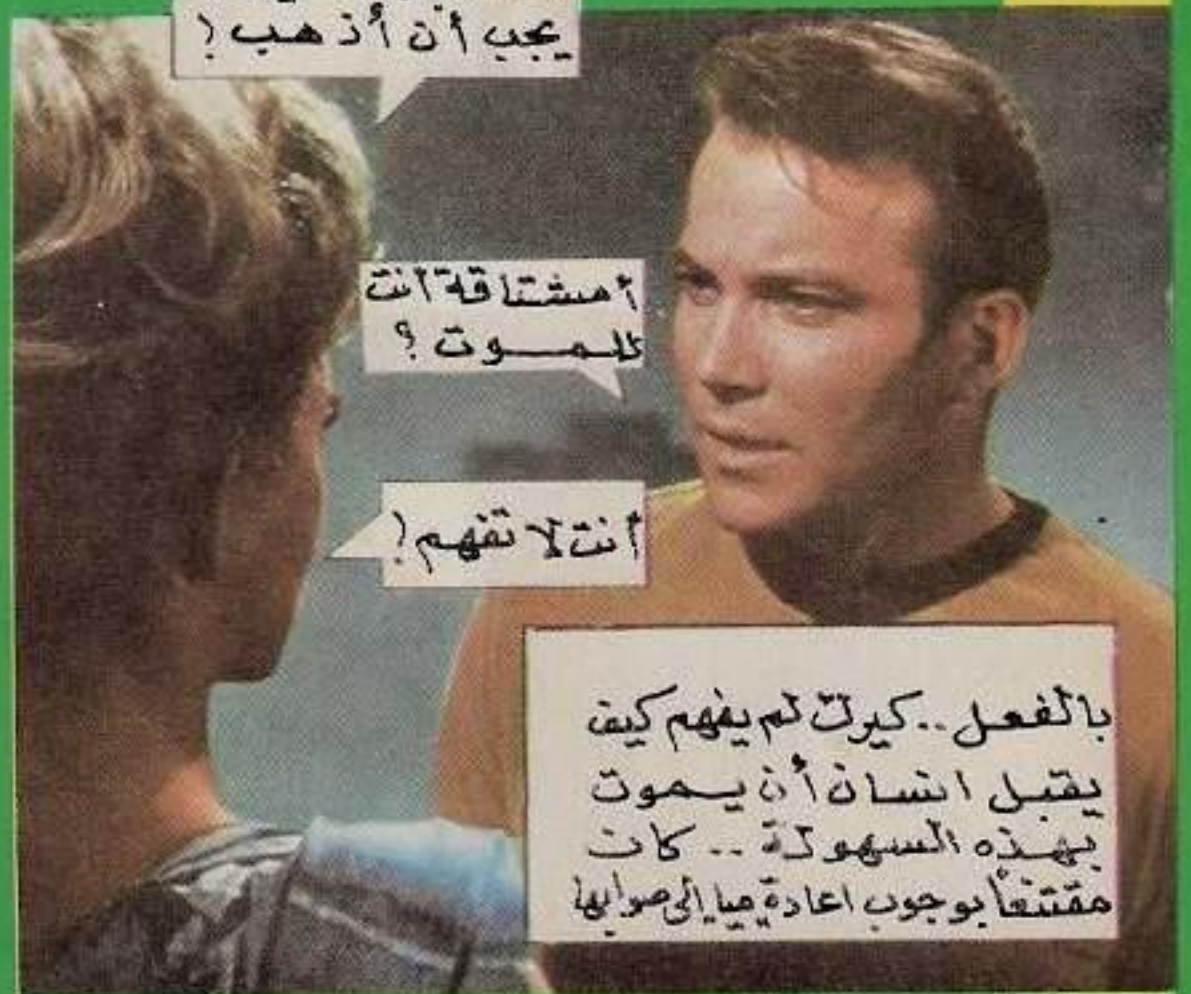 يجب أن أذهب !
أمشتاقة أنت
للموت ؟
أنت لا تفهم !
بالفعل .. كيرك لم يفهم كيف
يقبل انسان أن يموت
بهذه السهولة .. كان
مقتنعاً بوجوب اعادة ميا إلى صوابها